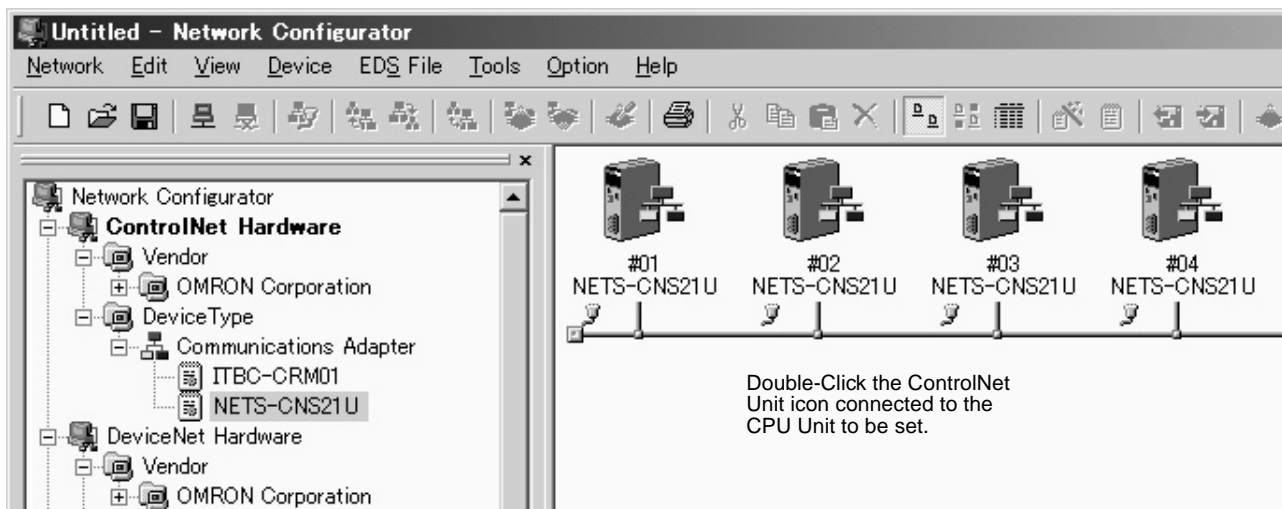 Untitled - Network Configurator
Network Edit View Device EDS File Tools Option Help
Network Configurator
ControlNet Hardware
Vendor
OMRON Corporation
DeviceType
Communications Adapter
ITBC-CRM01
NETS-CNS21U
DeviceNet Hardware
Vendor
OMRON Corporation
#01
NETS-CNS21U
#02
NETS-CNS21U
#03
NETS-CNS21U
#04
NETS-CNS21U
Double-Click the ControlNet
Unit icon connected to the
CPU Unit to be set.